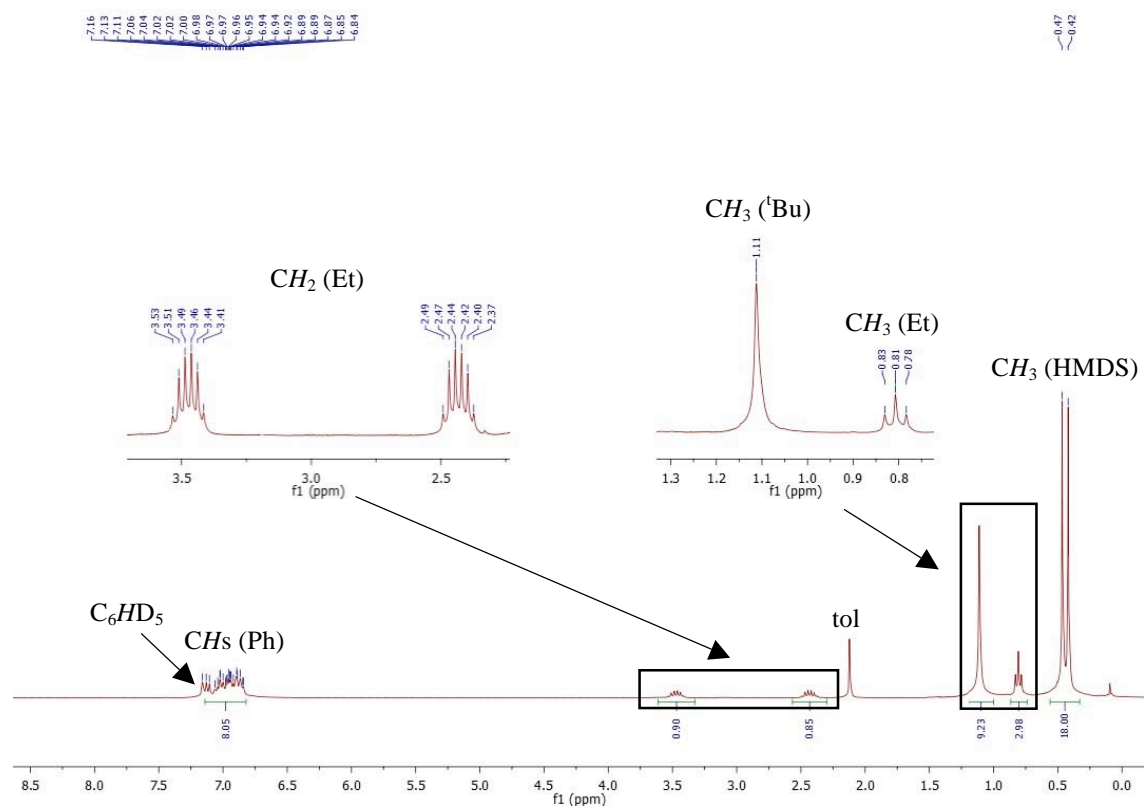 7.16 7.13 7.11 7.06 7.04 7.02 7.02 7.00 6.98 6.97 6.97 6.96 6.95 6.94 6.94 6.92 6.89 6.89 6.87 6.85 6.84
0.47 0.42
CH3 (tBu)
1.11
CH2 (Et)
3.53 3.51 3.49 3.46 3.44 3.41
2.49 2.47 2.44 2.42 2.40 2.37
CH3 (Et)
0.83 0.81 0.78
CH3 (HMDS)
3.5 3.0 2.5
f1 (ppm)
1.3 1.2 1.1 1.0 0.9 0.8
f1 (ppm)
C6HD5
CHs (Ph)
tol
8.05 0.90 0.85 9.23 2.98 18.00
8.5 8.0 7.5 7.0 6.5 6.0 5.5 5.0 4.5 4.0 3.5 3.0 2.5 2.0 1.5 1.0 0.5 0.0
f1 (ppm)